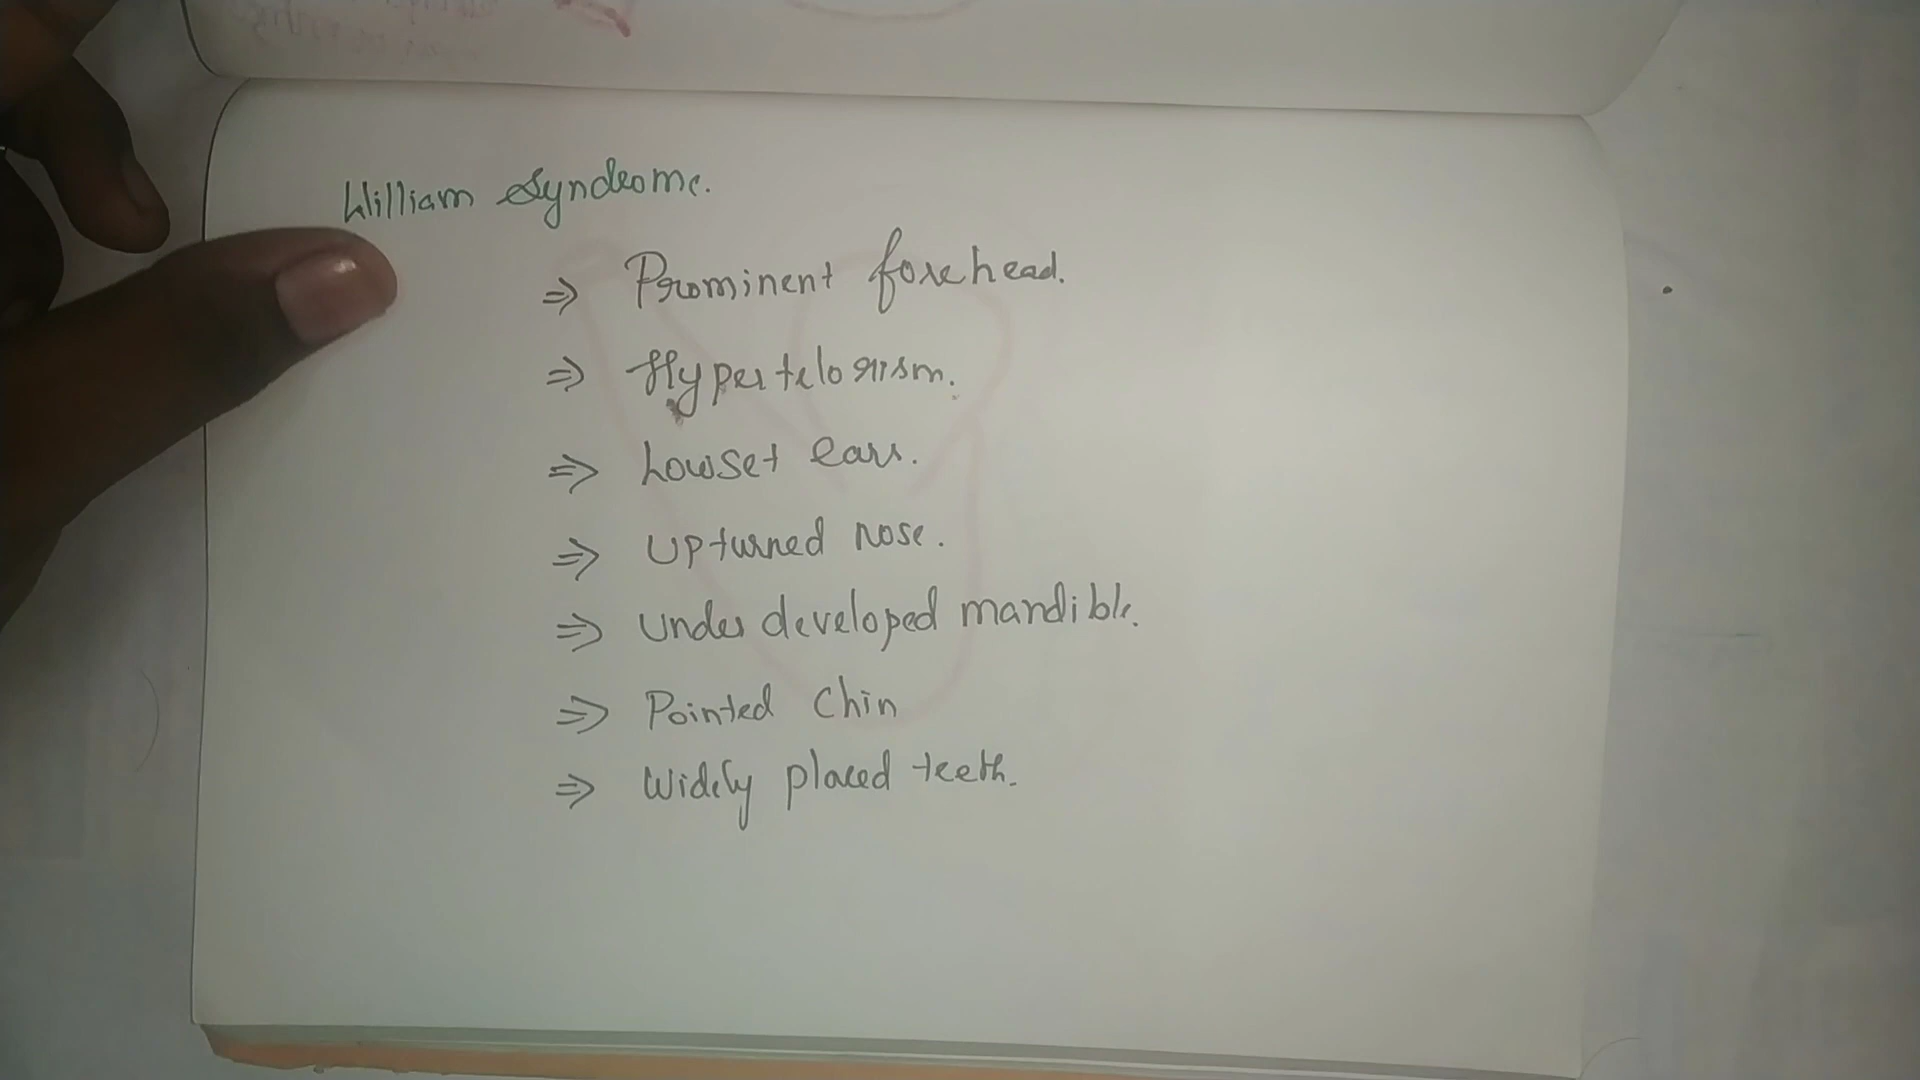 William Syndrome.
⇒ Prominent forehead.
⇒ Hypertelorism.
⇒ Lowset ears.
⇒ Upturned nose.
⇒ Under developed mandible.
⇒ Pointed Chin
⇒ Widely placed teeth.